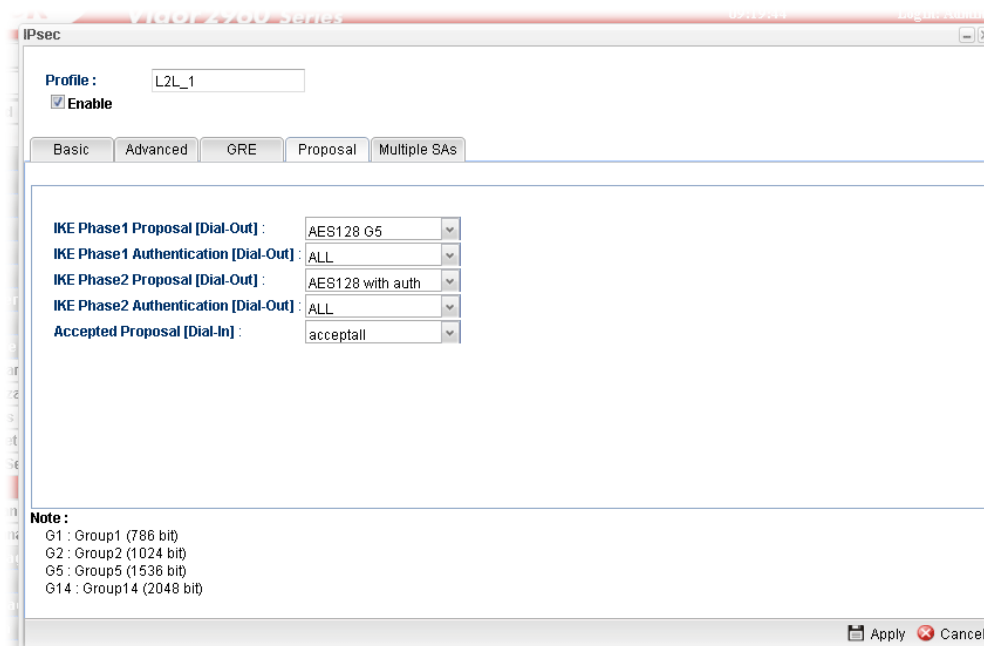 Vigor 2960 Series
IPsec
Profile : L2L_1
Enable
Basic Advanced GRE Proposal Multiple SAs
IKE Phase1 Proposal [Dial-Out] : AES128 G5
IKE Phase1 Authentication [Dial-Out] : ALL
IKE Phase2 Proposal [Dial-Out] : AES128 with auth
IKE Phase2 Authentication [Dial-Out] : ALL
Accepted Proposal [Dial-In] : acceptall
Note :
G1 : Group1 (786 bit)
G2 : Group2 (1024 bit)
G5 : Group5 (1536 bit)
G14 : Group14 (2048 bit)
Apply Cancel